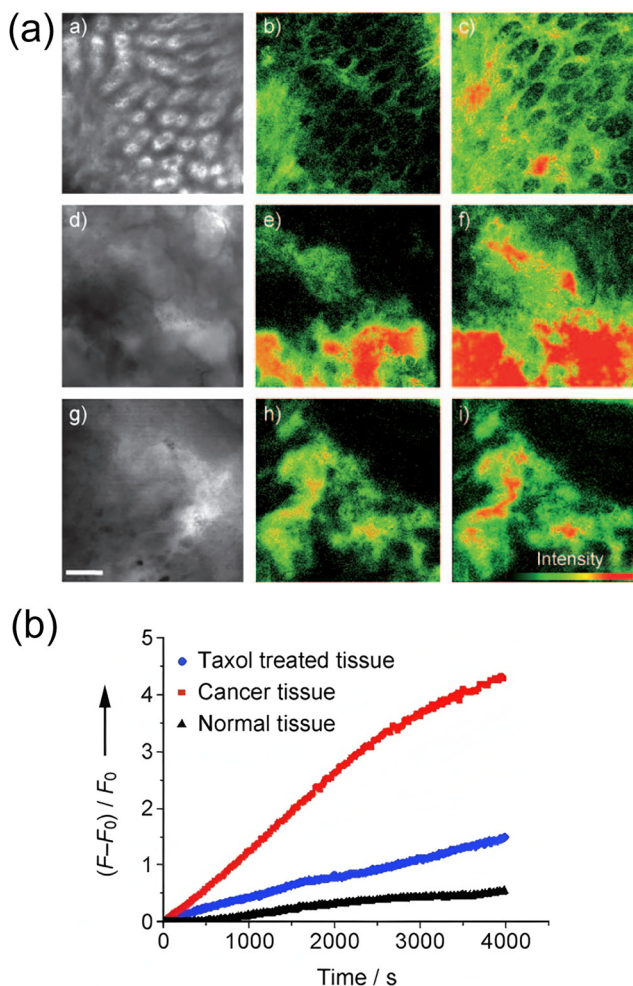 (a)
a) b) c)
d) e) f)
g) h) i)
Intensity
(b)
5
4
3
2
1
0
(F–F₀) / F₀
Taxol treated tissue
Cancer tissue
Normal tissue
0 1000 2000 3000 4000
Time / s